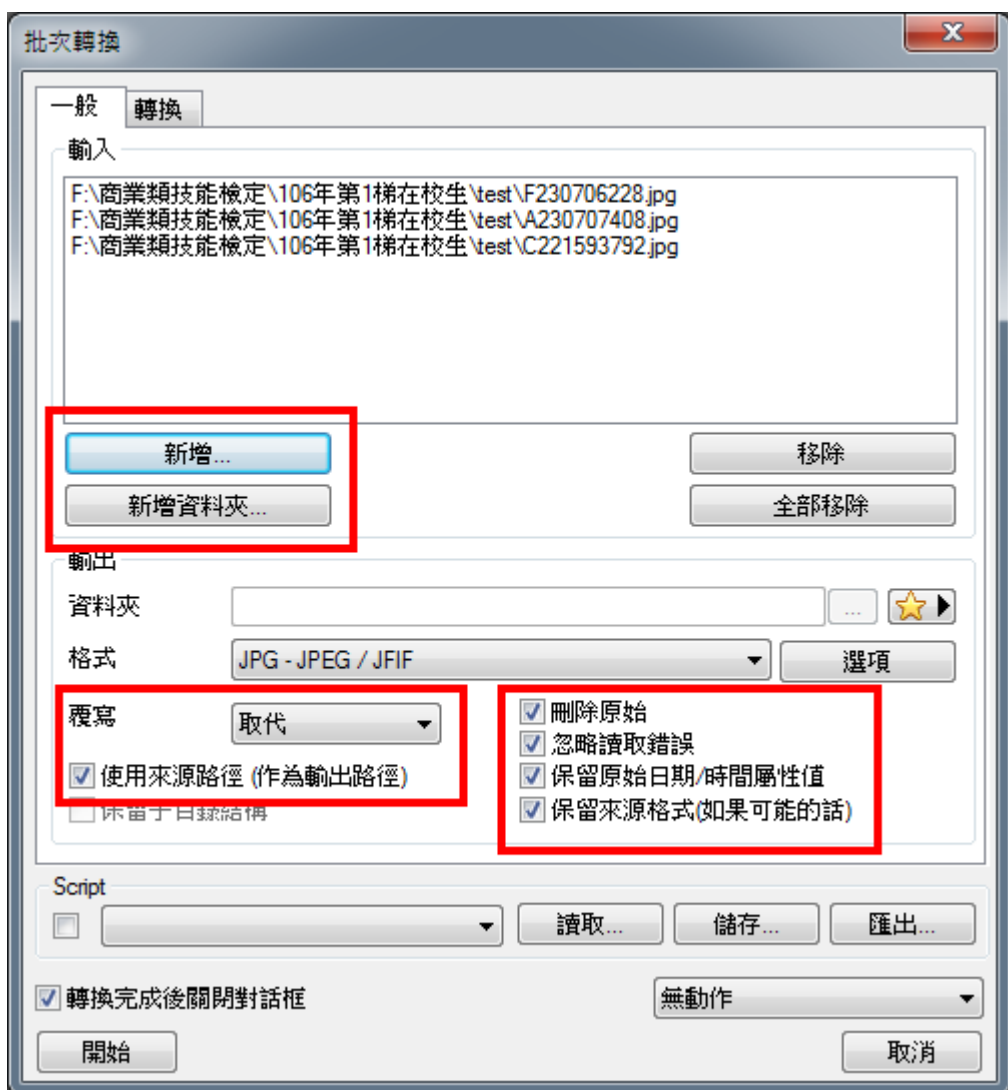 批次轉換
一般
轉換
輸入
F:\商業類技能檢定\106年第1梯在校生\test\F230706228.jpg
F:\商業類技能檢定\106年第1梯在校生\test\A230707408.jpg
F:\商業類技能檢定\106年第1梯在校生\test\C221593792.jpg
新增...
移除
新增資料夾...
全部移除
輸出
資料夾
...
格式
JPG - JPEG / JFIF
選項
覆寫
取代
刪除原始
忽略讀取錯誤
使用來源路徑 (作為輸出路徑)
保留原始日期/時間屬性值
保留子目錄結構
保留來源格式(如果可能的話)
Script
讀取...
儲存...
匯出...
轉換完成後關閉對話框
無動作
開始
取消